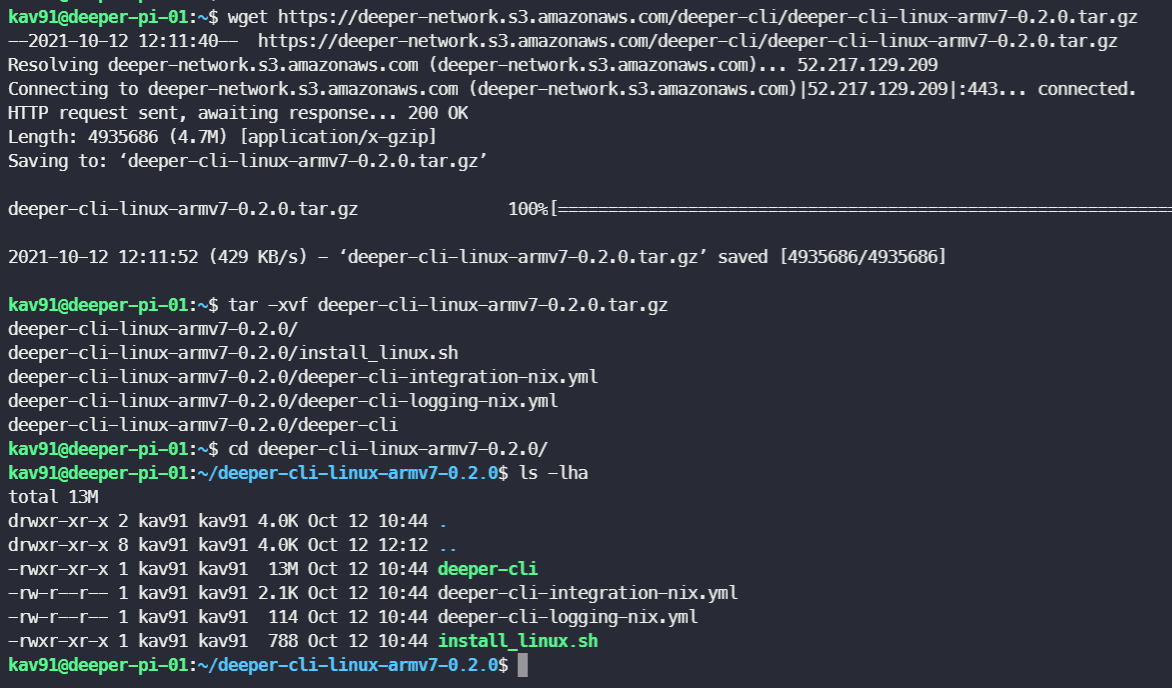 kav91@deeper-pi-01:~$ wget https://deeper-network.s3.amazonaws.com/deeper-cli/deeper-cli-linux-armv7-0.2.0.tar.gz
--2021-10-12 12:11:40--  https://deeper-network.s3.amazonaws.com/deeper-cli/deeper-cli-linux-armv7-0.2.0.tar.gz
Resolving deeper-network.s3.amazonaws.com (deeper-network.s3.amazonaws.com)... 52.217.129.209
Connecting to deeper-network.s3.amazonaws.com (deeper-network.s3.amazonaws.com)|52.217.129.209|:443... connected.
HTTP request sent, awaiting response... 200 OK
Length: 4935686 (4.7M) [application/x-gzip]
Saving to: ‘deeper-cli-linux-armv7-0.2.0.tar.gz’
deeper-cli-linux-armv7-0.2.0.tar.gz               100%[==============================================================
2021-10-12 12:11:52 (429 KB/s) - ‘deeper-cli-linux-armv7-0.2.0.tar.gz’ saved [4935686/4935686]
kav91@deeper-pi-01:~$ tar -xvf deeper-cli-linux-armv7-0.2.0.tar.gz
deeper-cli-linux-armv7-0.2.0/
deeper-cli-linux-armv7-0.2.0/install_linux.sh
deeper-cli-linux-armv7-0.2.0/deeper-cli-integration-nix.yml
deeper-cli-linux-armv7-0.2.0/deeper-cli-logging-nix.yml
deeper-cli-linux-armv7-0.2.0/deeper-cli
kav91@deeper-pi-01:~$ cd deeper-cli-linux-armv7-0.2.0/
kav91@deeper-pi-01:~/deeper-cli-linux-armv7-0.2.0$ ls -lha
total 13M
drwxr-xr-x 2 kav91 kav91 4.0K Oct 12 10:44 .
drwxr-xr-x 8 kav91 kav91 4.0K Oct 12 12:12 ..
-rwxr-xr-x 1 kav91 kav91  13M Oct 12 10:44 deeper-cli
-rw-r--r-- 1 kav91 kav91 2.1K Oct 12 10:44 deeper-cli-integration-nix.yml
-rw-r--r-- 1 kav91 kav91  114 Oct 12 10:44 deeper-cli-logging-nix.yml
-rwxr-xr-x 1 kav91 kav91  788 Oct 12 10:44 install_linux.sh
kav91@deeper-pi-01:~/deeper-cli-linux-armv7-0.2.0$